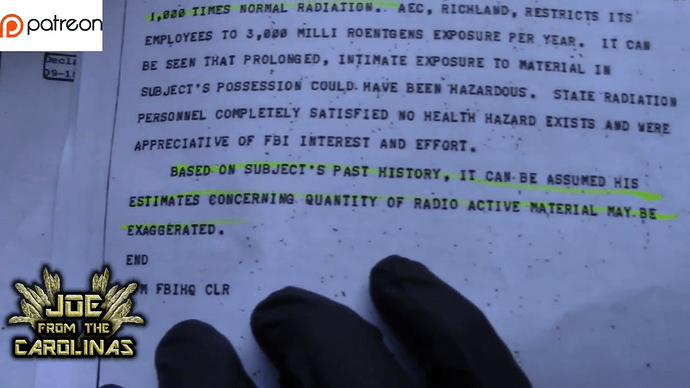 patreon
1,000 TIMES NORMAL RADIATION. AEC, RICHLAND, RESTRICTS ITS
EMPLOYEES TO 3,000 MILLI ROENTGENS EXPOSURE PER YEAR. IT CAN
BE SEEN THAT PROLONGED, INTIMATE EXPOSURE TO MATERIAL IN
SUBJECT'S POSSESSION COULD HAVE BEEN HAZARDOUS. STATE RADIATION
PERSONNEL COMPLETELY SATISFIED NO HEALTH HAZARD EXISTS AND WERE
APPRECIATIVE OF FBI INTEREST AND EFFORT.
BASED ON SUBJECT'S PAST HISTORY, IT CAN BE ASSUMED HIS
ESTIMATES CONCERNING QUANTITY OF RADIO ACTIVE MATERIAL MAY BE
EXAGGERATED.
END
M FBIHQ CLR
JOE
FROM THE
CAROLINAS